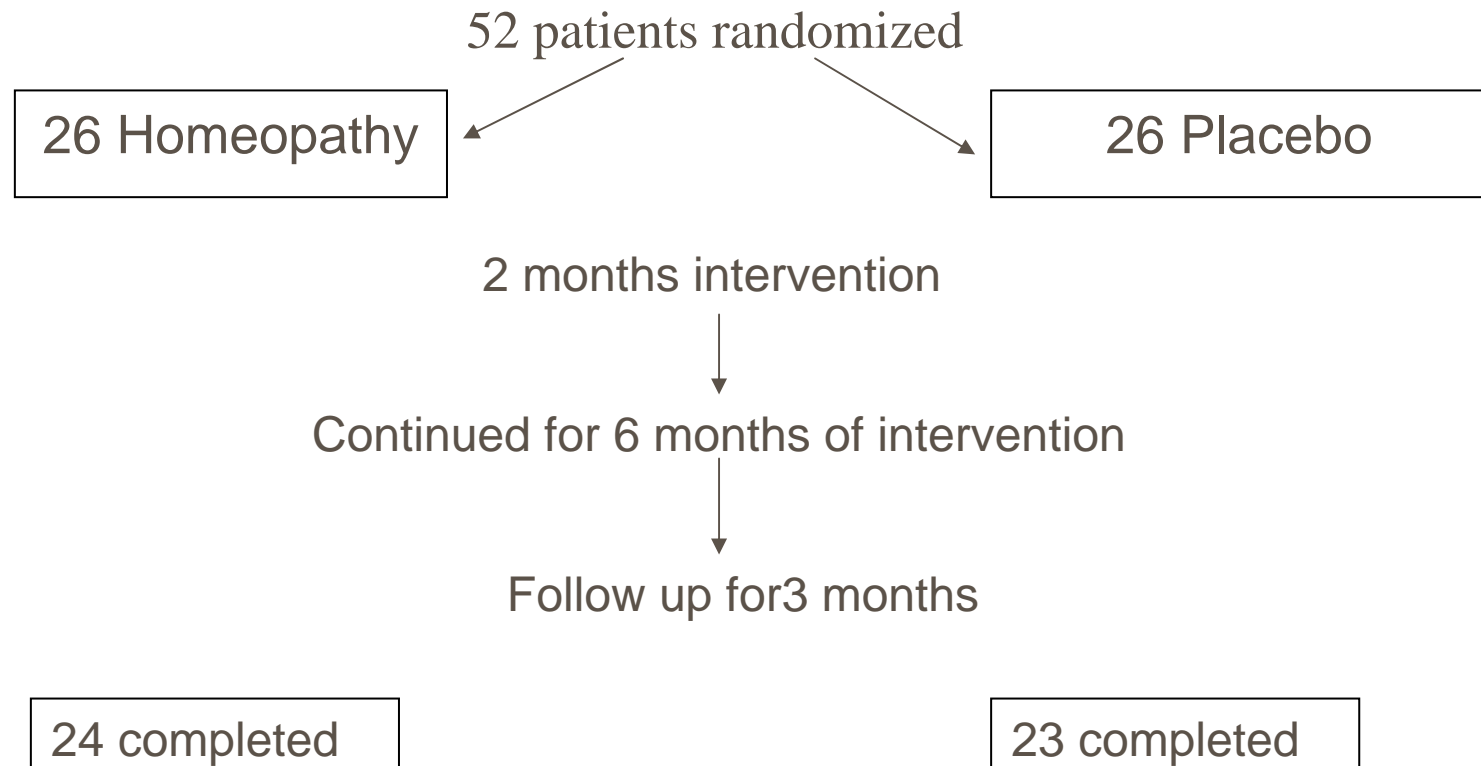 52 patients randomized
26 Homeopathy
26 Placebo
2 months intervention
Continued for 6 months of intervention
Follow up for3 months
24 completed
23 completed